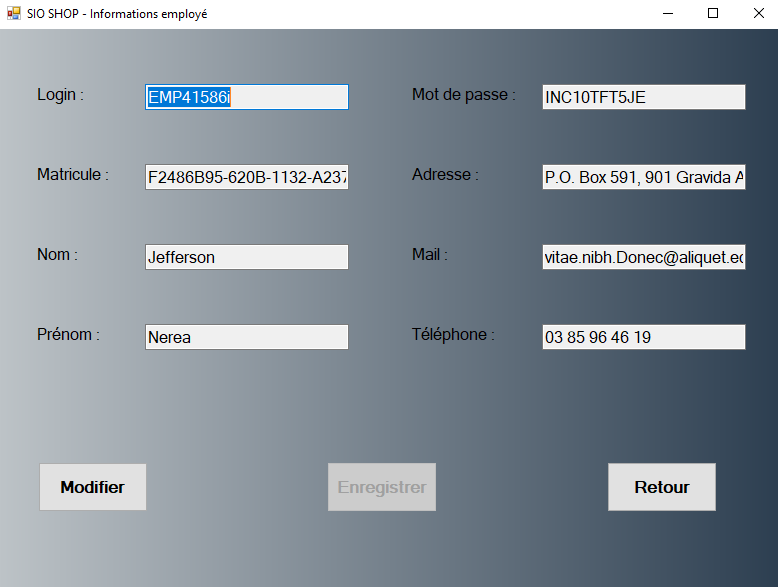 SIO SHOP - Informations employé
Login : EMP41586i Mot de passe : INC10TFT5JE
Matricule : F2486B95-620B-1132-A237 Adresse : P.O. Box 591, 901 Gravida A
Nom : Jefferson Mail : vitae.nibh.Donec@aliquet.ec
Prénom : Nerea Téléphone : 03 85 96 46 19
Modifier Enregistrer Retour